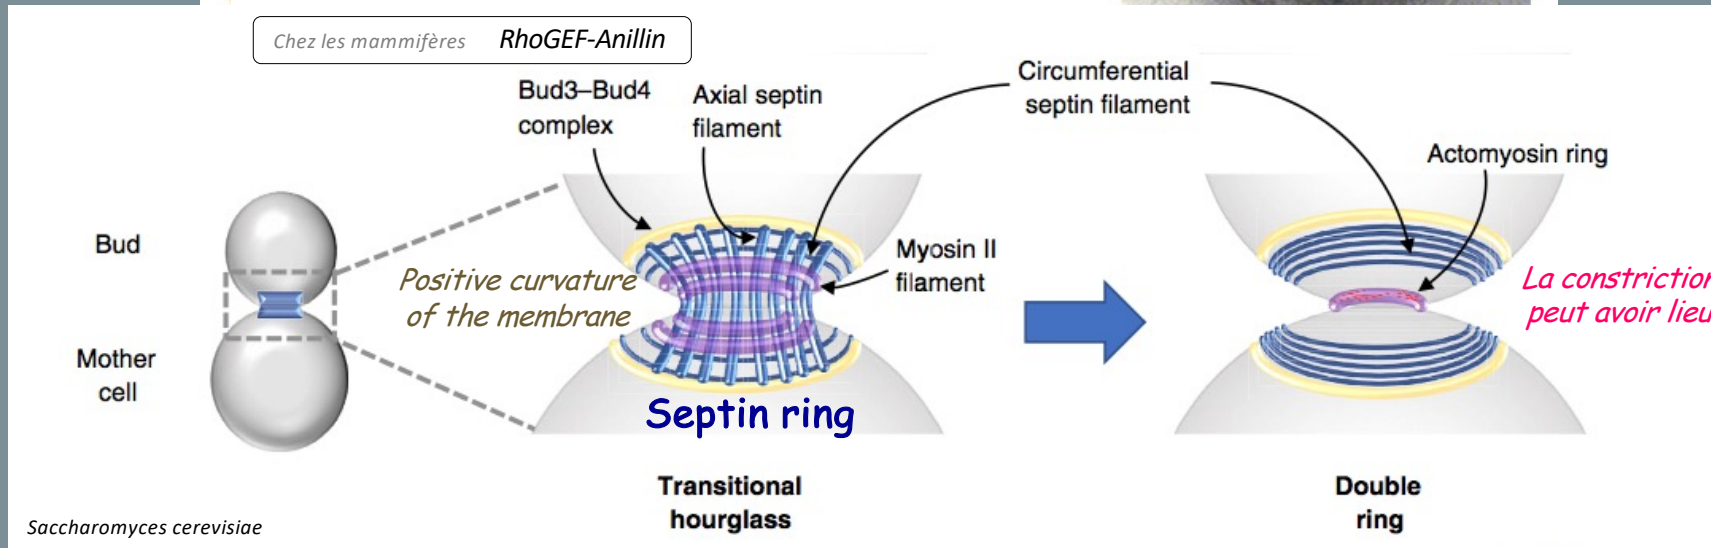 Chez les mammifères RhoGEF-Anillin
Bud3–Bud4
complex
Axial septin
filament
Circumferential
septin filament
Actomyosin ring
Bud
Positive curvature
of the membrane
Myosin II
filament
La constriction
peut avoir lieu
Mother
cell
Septin ring
Transitional
hourglass
Double
ring
Saccharomyces cerevisiae